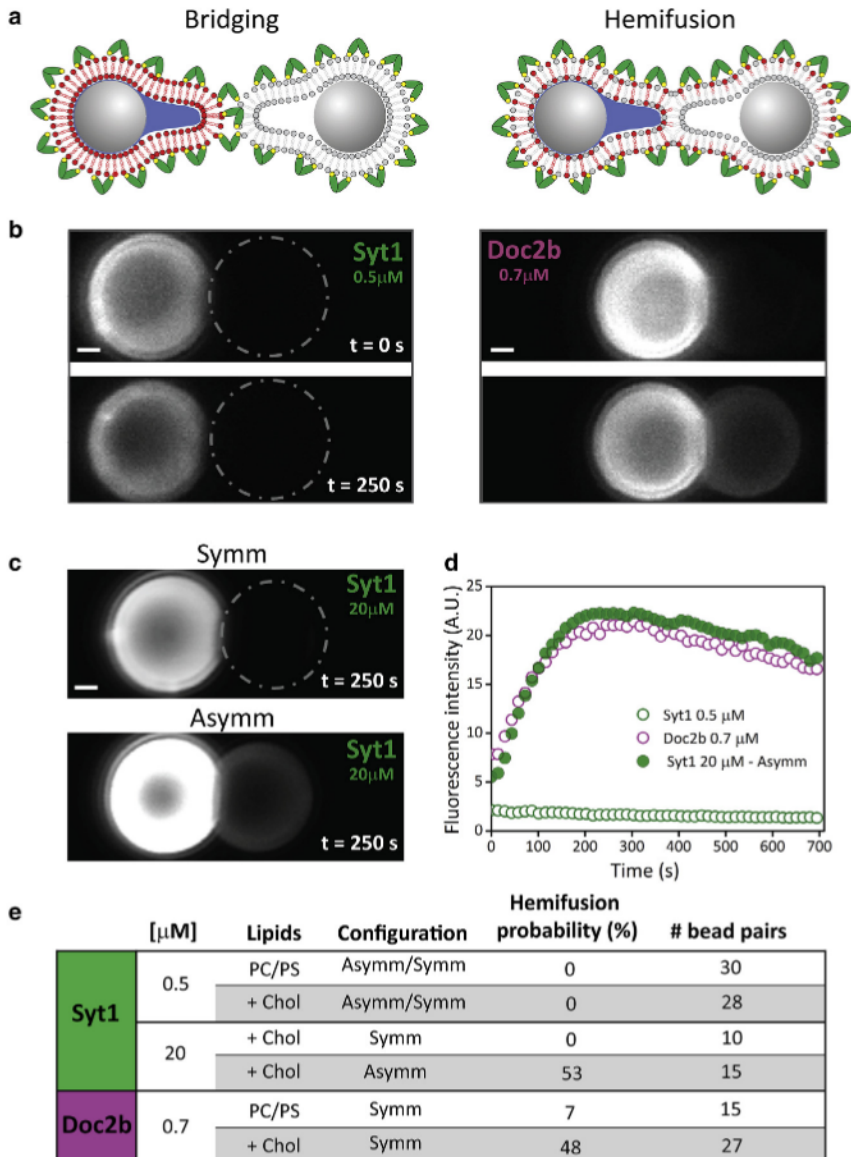 a
Bridging
Hemifusion
b
Syt1
0.5µM
t = 0 s
t = 250 s
Doc2b
0.7µM
c
Symm
Syt1
20µM
t = 250 s
Asymm
Syt1
20µM
t = 250 s
d
Fluorescence intensity (A.U.)
25
20
15
10
5
0
Syt1 0.5 µM
Doc2b 0.7 µM
Syt1 20 µM - Asymm
0 100 200 300 400 500 600 700
Time (s)
e
[µM] Lipids Configuration Hemifusion probability (%) # bead pairs
Syt1 0.5 PC/PS Asymm/Symm 0 30
+ Chol Asymm/Symm 0 28
20 + Chol Symm 0 10
+ Chol Asymm 53 15
Doc2b 0.7 PC/PS Symm 7 15
+ Chol Symm 48 27